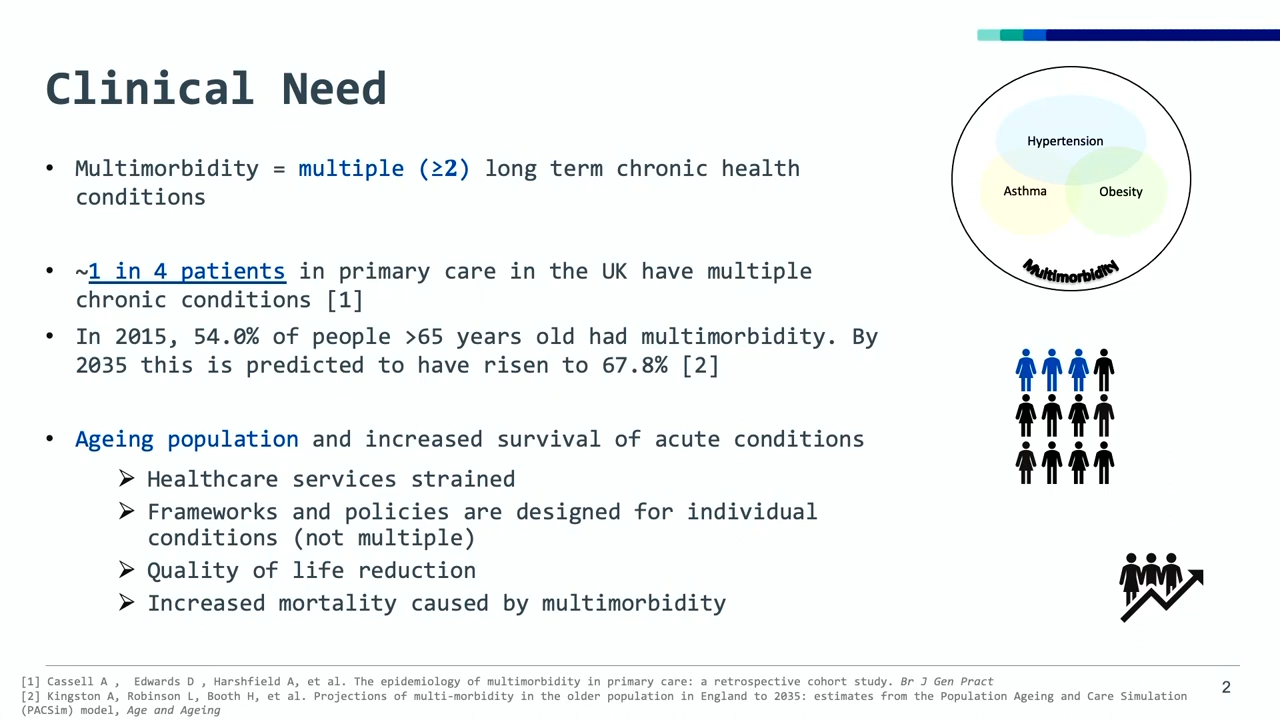 Clinical Need
• Multimorbidity = multiple (≥2) long term chronic health
conditions
• ~1 in 4 patients in primary care in the UK have multiple
chronic conditions [1]
• In 2015, 54.0% of people >65 years old had multimorbidity. By
2035 this is predicted to have risen to 67.8% [2]
• Ageing population and increased survival of acute conditions
➢ Healthcare services strained
➢ Frameworks and policies are designed for individual
conditions (not multiple)
➢ Quality of life reduction
➢ Increased mortality caused by multimorbidity
Hypertension
Asthma
Obesity
Multimorbidity
[1] Cassell A , Edwards D , Harshfield A, et al. The epidemiology of multimorbidity in primary care: a retrospective cohort study. Br J Gen Pract
[2] Kingston A, Robinson L, Booth H, et al. Projections of multi-morbidity in the older population in England to 2035: estimates from the Population Ageing and Care Simulation
(PACSim) model, Age and Ageing
2